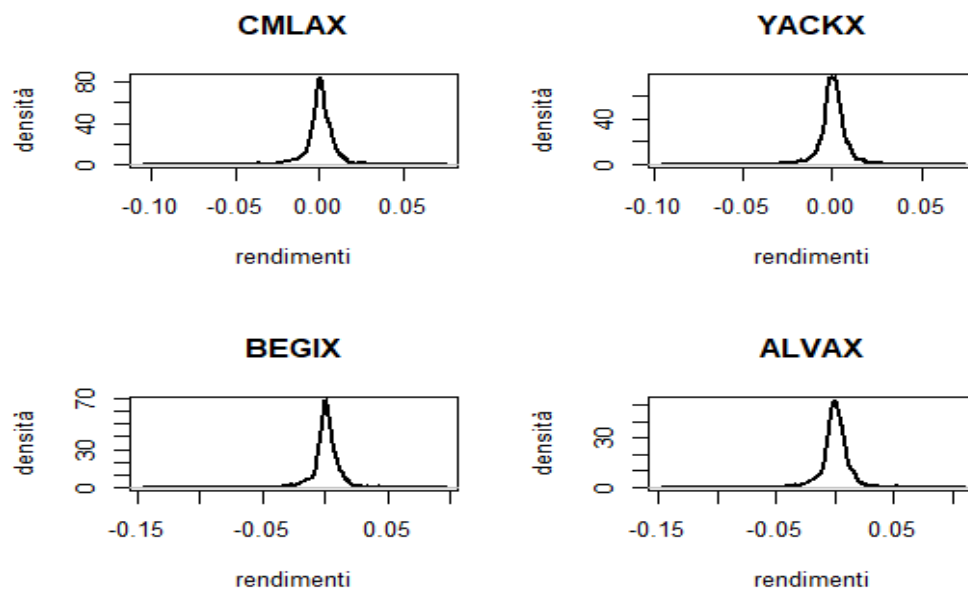 CMLAX
densità
80
40
0
-0.10 -0.05 0.00 0.05
rendimenti
YACKX
densità
40
0
-0.10 -0.05 0.00 0.05
rendimenti
BEGIX
densità
70
30
0
-0.15 -0.05 0.05
rendimenti
ALVAX
densità
30
0
-0.15 -0.05 0.05
rendimenti